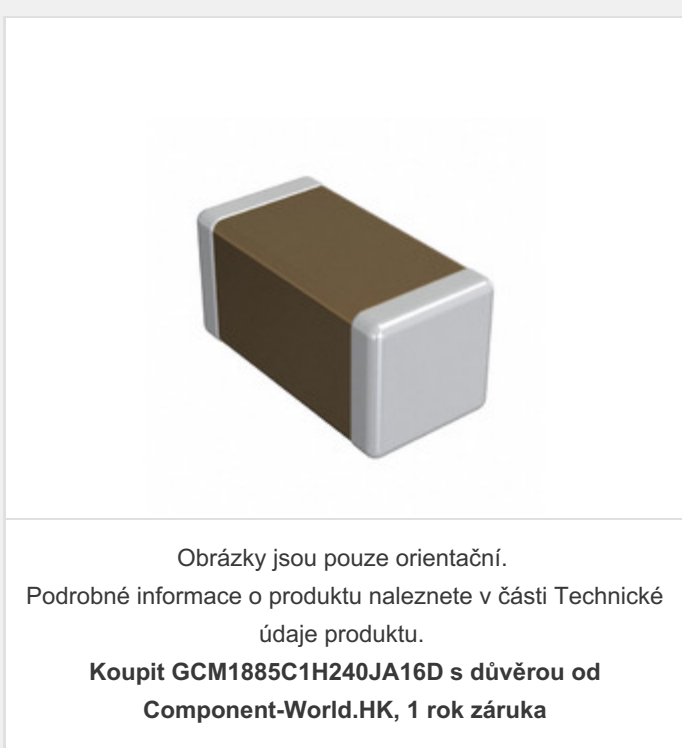 Obrázky jsou pouze orientační.
Podrobné informace o produktu naleznete v části Technické
údaje produktu.
Koupit GCM1885C1H240JA16D s důvěrou od
Component-World.HK, 1 rok záruka